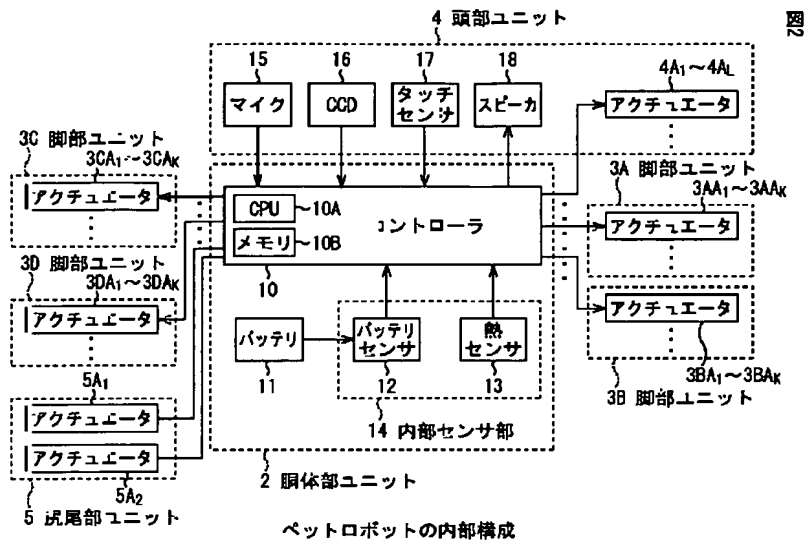 図2
4 頭部ユニット
15
16
17
18
マイク
CCD
タッチ
センサ
スピーカ
4A₁～4Aʟ
アクチュエータ
3C 脚部ユニット
3CA₁～3CAᴋ
アクチュエータ
3A 脚部ユニット
3AA₁～3AAᴋ
アクチュエータ
CPU
10A
メモリ
10B
コントローラ
10
3D 脚部ユニット
3DA₁～3DAᴋ
アクチュエータ
アクチュエータ
3BA₁～3BAᴋ
3B 脚部ユニット
バッテリ
11
バッテリ
センサ
12
熱
センサ
13
14 内部センサ部
5A₁
アクチュエータ
アクチュエータ
5A₂
5 尻尾部ユニット
2 胴体部ユニット
ペットロボットの内部構成